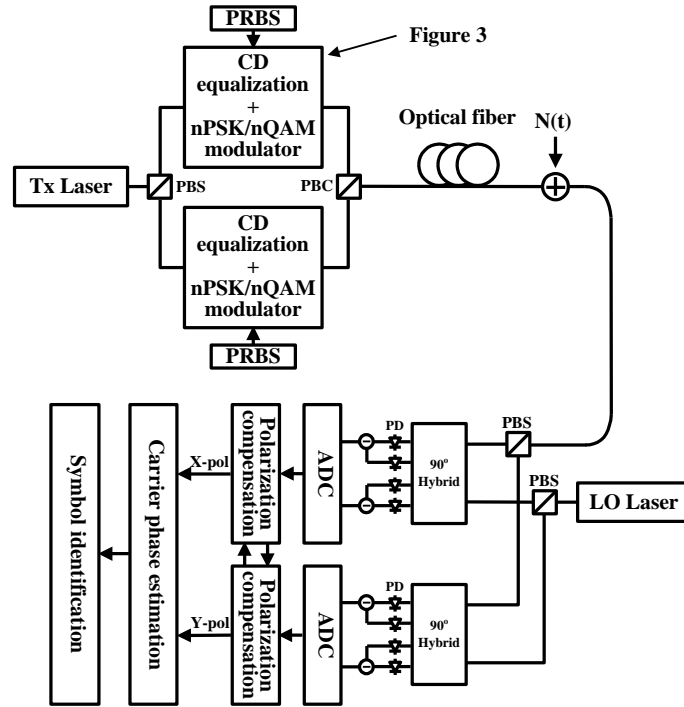 PRBS
Figure 3
CD
equalization
+
nPSK/nQAM
modulator
Optical fiber
N(t)
Tx Laser
PBS
PBC
CD
equalization
+
nPSK/nQAM
modulator
PRBS
Symbol identification
Carrier phase estimation
X-pol
Polarization
compensation
ADC
PD
90o
Hybrid
PBS
PBS
LO Laser
Y-pol
Polarization
compensation
ADC
PD
90o
Hybrid